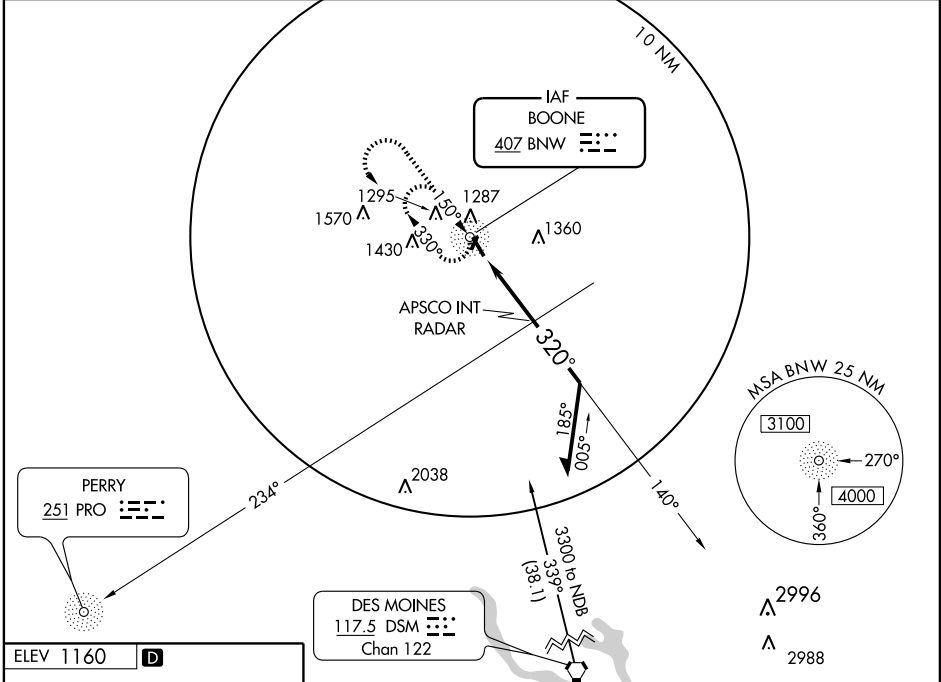 10 NM
IAF
BOONE
407 BNW
1295
150°
1287
1570
330°
1430
1360
APSCO INT
RADAR
320°
MSA BNW 25 NM
3100
270°
4000
360°
185°
005°
2038
PERRY
251 PRO
234°
140°
3300 to NDB
339°
(38.1)
DES MOINES
117.5 DSM
Chan 122
2996
2988
ELEV 1160 D